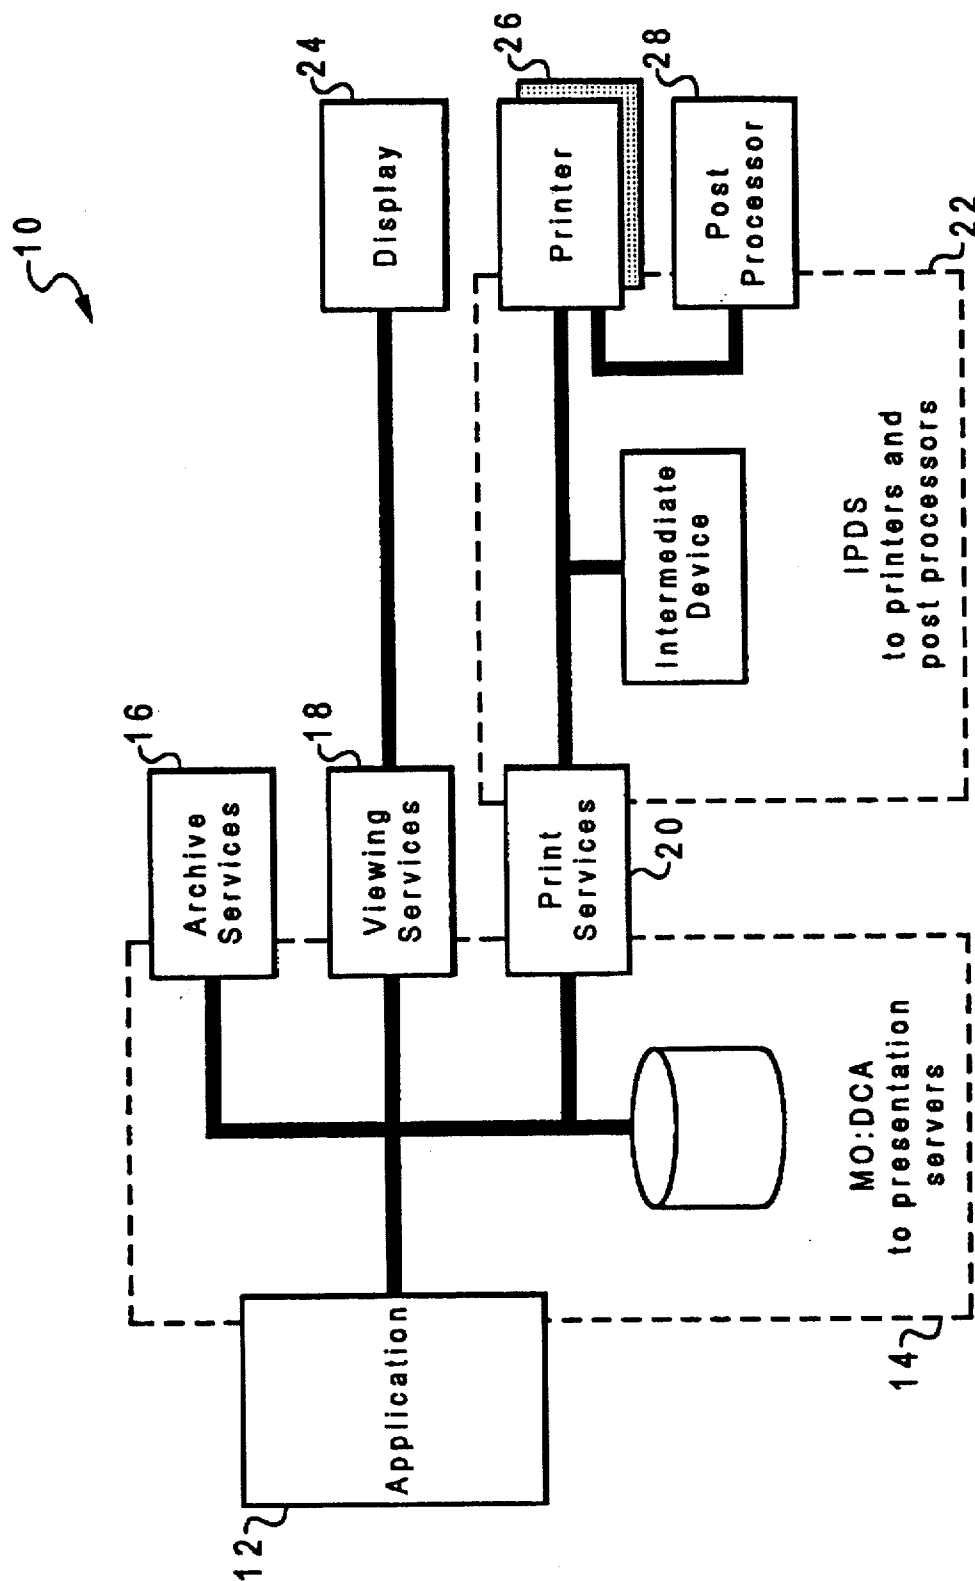 10
12
Application
14
MO:DCA
to presentation
servers
16
Archive
Services
18
Viewing
Services
20
Print
Services
22
IPDS
to printers and
post processors
Intermediate
Device
24
Display
26
Printer
28
Post
Processor